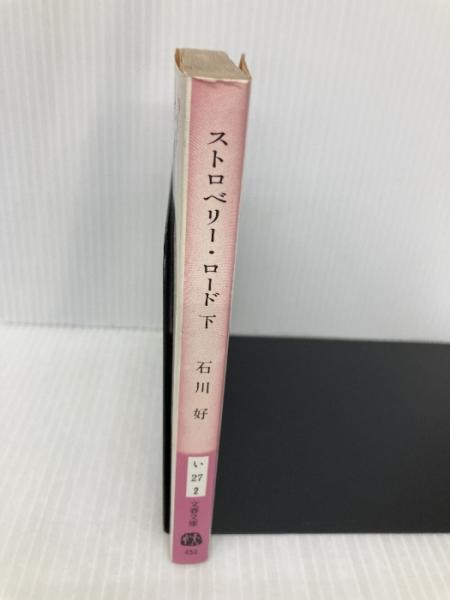 ストロベリー・ロード 下
石川 好
い
27
2
文春文庫
450